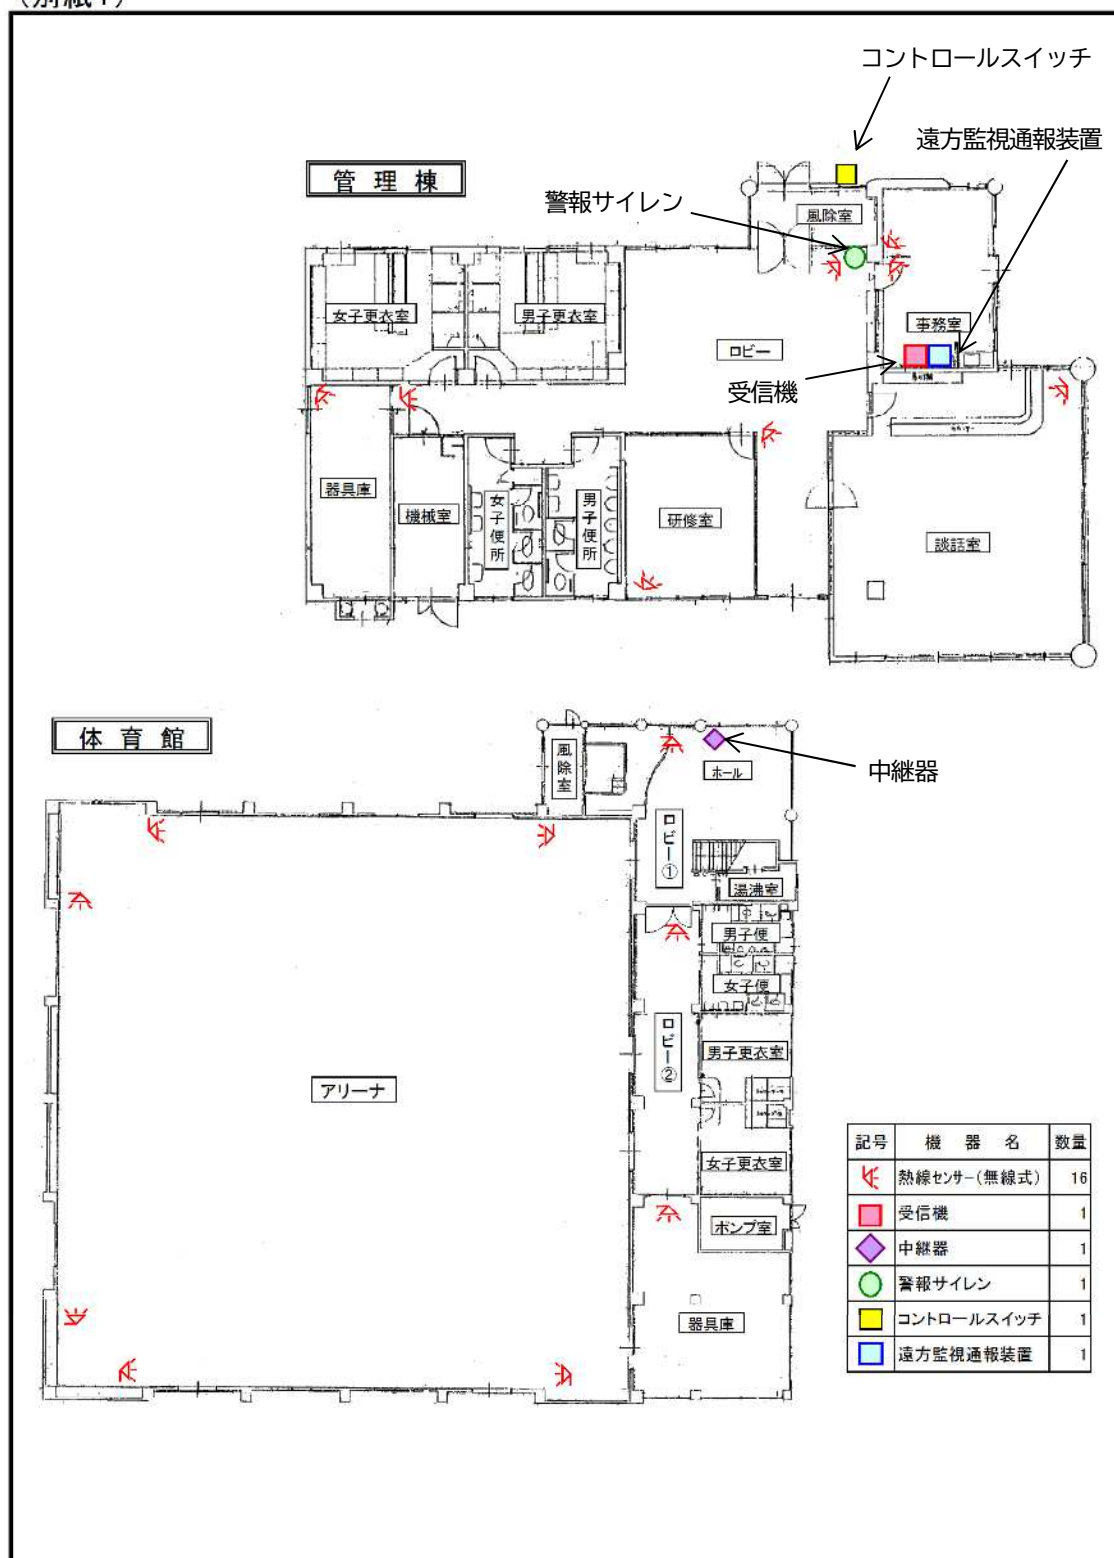 (別紙1)
コントロールスイッチ
遠方監視通報装置
管理棟
警報サイレン
風除室
女子更衣室
男子更衣室
事務室
ロビー
受信機
器具庫
機械室
女子便所
男子便所
研修室
談話室
体育館
風除室
ホール
中継器
ロビー①
湯沸室
男子便
女子便
ロビー②
男子更衣室
アリーナ
女子更衣室
ポンプ室
器具庫
記号 機器名 数量
熱線センサー(無線式) 16
受信機 1
中継器 1
警報サイレン 1
コントロールスイッチ 1
遠方監視通報装置 1